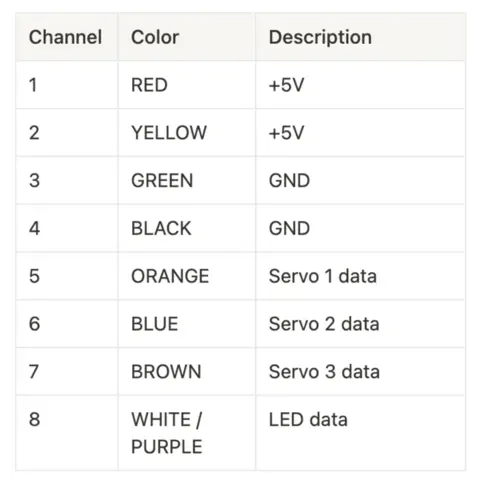 Channel Color Description
1 RED +5V
2 YELLOW +5V
3 GREEN GND
4 BLACK GND
5 ORANGE Servo 1 data
6 BLUE Servo 2 data
7 BROWN Servo 3 data
8 WHITE / LED data
PURPLE